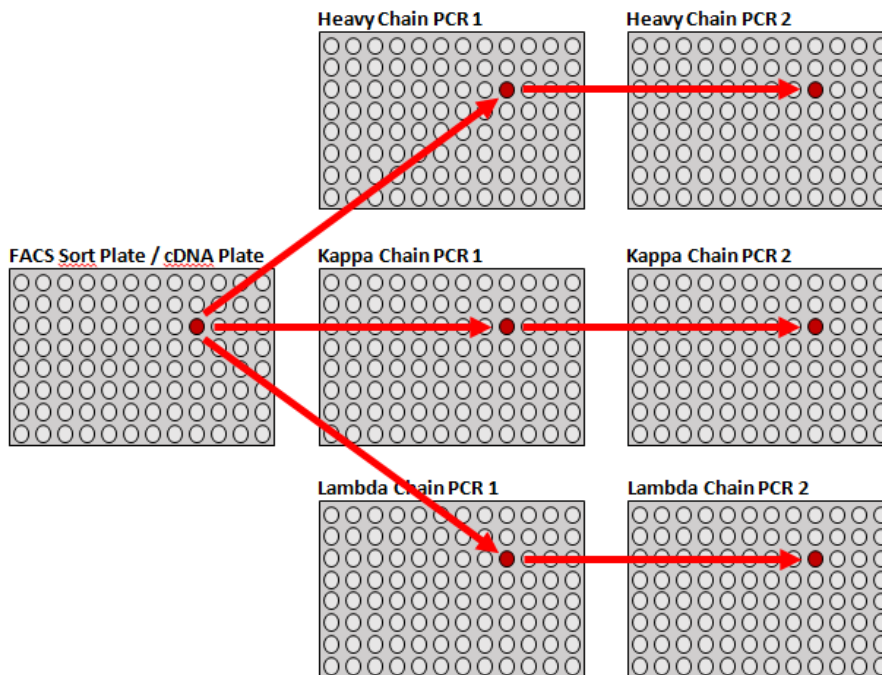 Heavy Chain PCR 1
Heavy Chain PCR 2
FACS Sort Plate / cDNA Plate
Kappa Chain PCR 1
Kappa Chain PCR 2
Lambda Chain PCR 1
Lambda Chain PCR 2